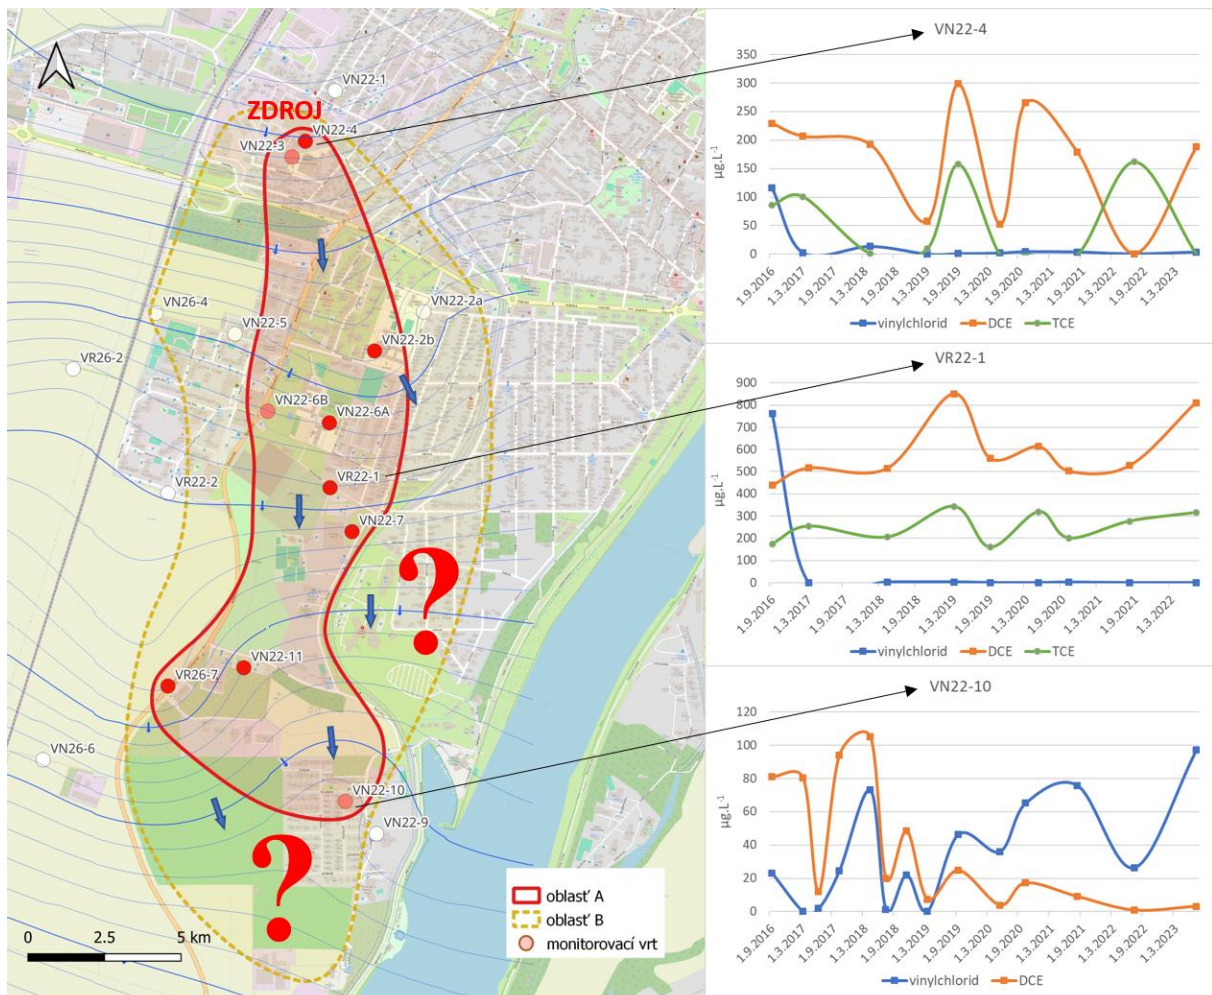 ZDROJ
VN22-1
VN22-4
VN22-3
VN26-4
VN22-5
VN22-2a
VR26-2
VN22-2b
VN22-6B
VN22-6A
VR22-1
VR22-2
VN22-7
?
VN22-11
VR26-7
VN26-6
VN22-10
VN22-9
?
oblasť A
oblasť B
monitorovací vrt
0 2.5 5 km
VN22-4
µg.L⁻¹
350
300
250
200
150
100
50
0
1.9.2016 1.3.2017 1.9.2017 1.3.2018 1.9.2018 1.3.2019 1.9.2019 1.3.2020 1.9.2020 1.3.2021 1.9.2021 1.3.2022 1.9.2022 1.3.2023
vinylchlorid DCE TCE
VR22-1
µg.L⁻¹
900
800
700
600
500
400
300
200
100
0
1.9.2016 1.3.2017 1.9.2017 1.3.2018 1.9.2018 1.3.2019 1.9.2019 1.3.2020 1.9.2020 1.3.2021 1.9.2021 1.3.2022
vinylchlorid DCE TCE
VN22-10
µg.L⁻¹
120
100
80
60
40
20
0
1.9.2016 1.3.2017 1.9.2017 1.3.2018 1.9.2018 1.3.2019 1.9.2019 1.3.2020 1.9.2020 1.3.2021 1.9.2021 1.3.2022 1.9.2022 1.3.2023
vinylchlorid DCE